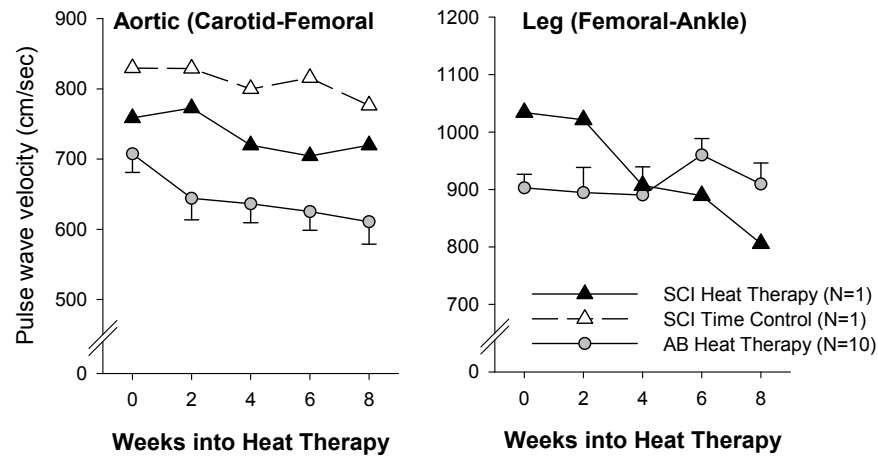 Aortic (Carotid-Femoral
Pulse wave velocity (cm/sec)
900
800
700
600
500
0
0 2 4 6 8
Weeks into Heat Therapy
Leg (Femoral-Ankle)
1200
1100
1000
900
800
700
0
SCI Heat Therapy (N=1)
SCI Time Control (N=1)
AB Heat Therapy (N=10)
0 2 4 6 8
Weeks into Heat Therapy